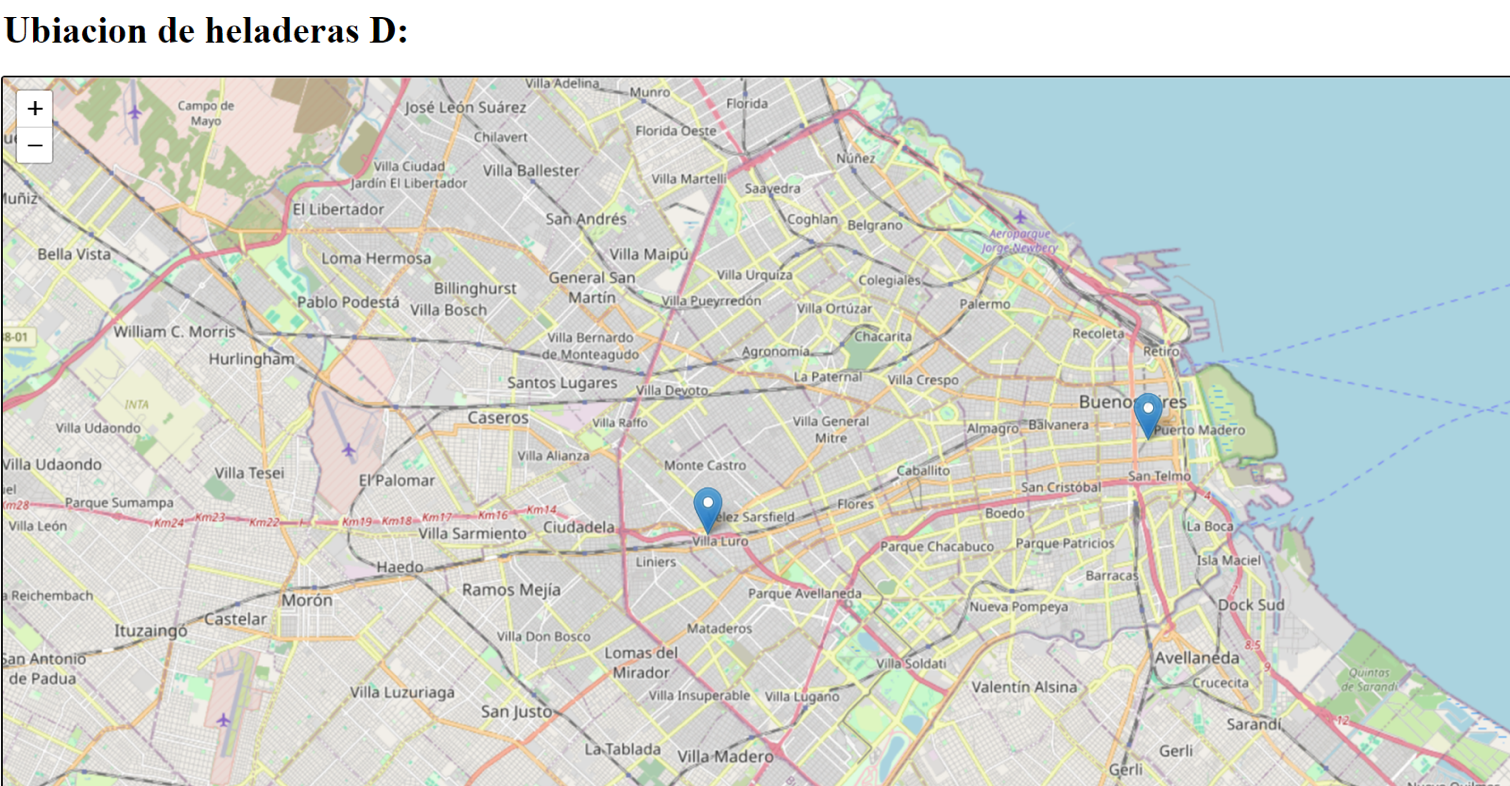 Ubiacion de heladeras D:
+
−
Campo de
Mayo
José León Suárez
Villa Adelina
Munro
Florida
Chilavert
Florida Oeste
Villa Ciudad
Jardín El Libertador
Villa Ballester
Villa Martelli
Núñez
Saavedra
El Libertador
San Andrés
Coghlan
Belgrano
Aeroparque
Jorge Newbery
Bella Vista
Loma Hermosa
Villa Maipú
General San
Martín
Villa Urquiza
Colegiales
Pablo Podestá
Billinghurst
Villa Bosch
Villa Pueyrredón
Villa Ortúzar
Palermo
William C. Morris
Villa Bernardo
de Monteagudo
Chacarita
Recoleta
Hurlingham
Agronomía
Retiro
Santos Lugares
Villa Devoto
La Paternal
Villa Crespo
INTA
Villa Udaondo
Caseros
Villa Raffo
Villa General
Mitre
Almagro
Balvanera
Puerto Madero
Villa Udaondo
Villa Tesei
Villa Alianza
Monte Castro
Caballito
San Telmo
El Palomar
San Cristóbal
Parque Sumampa
Km28
Km24
Km23
Km22
Km19
Km18
Km17
Km16
Km14
Flores
4
Villa León
Villa Sarmiento
Ciudadela
Sarsfield
Boedo
La Boca
Villa Luro
Parque Chacabuco
Parque Patricios
Haedo
Liniers
Barracas
Isla Maciel
Reichembach
Morón
Ramos Mejía
Parque Avellaneda
Nueva Pompeya
7
Dock Sud
Castelar
Ituzaingó
Villa Don Bosco
Mataderos
8.5
San Antonio
de Padua
Lomas del
Mirador
Villa Soldati
Avellaneda
9
Villa Luzuriaga
Villa Insuperable
Villa Lugano
Valentín Alsina
Crucecita
Quintas
de Sarandí
San Justo
Sarandí
12
La Tablada
Villa Madero
Gerli
Gerli